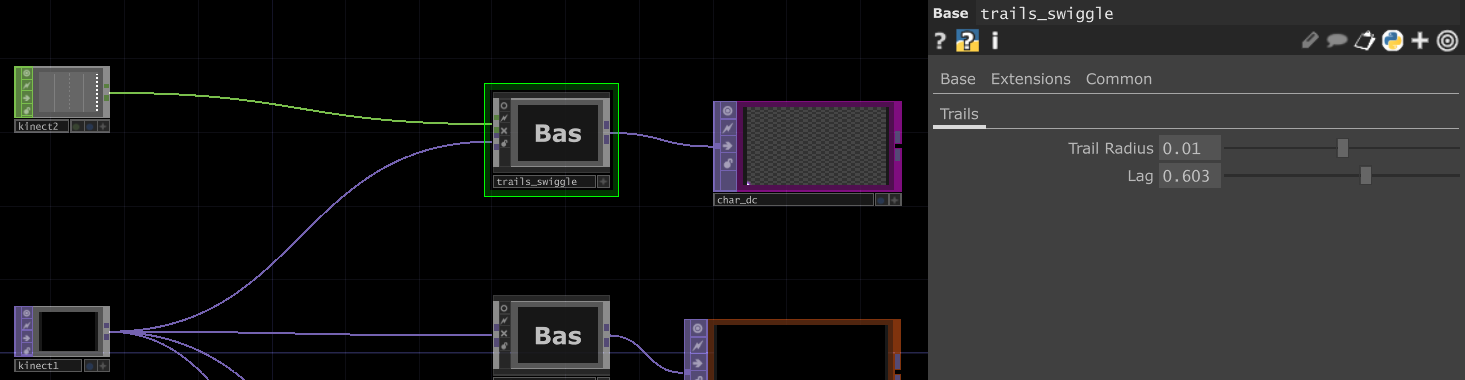 Base trails_swiggle
? ? i
Base Extensions Common
Trails
Trail Radius 0.01
Lag 0.603
kinect2
Bas
trails_swiggle
char_dc
kinect1
Bas